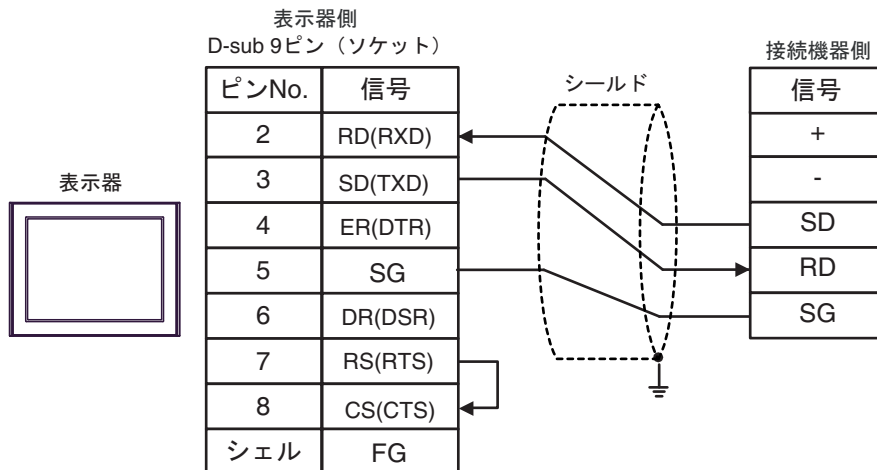 表示器側
D-sub 9ピン（ソケット）
接続機器側
シールド
表示器
ピンNo. 信号
2 RD(RXD)
3 SD(TXD)
4 ER(DTR)
5 SG
6 DR(DSR)
7 RS(RTS)
8 CS(CTS)
シェル FG
信号
+
-
SD
RD
SG